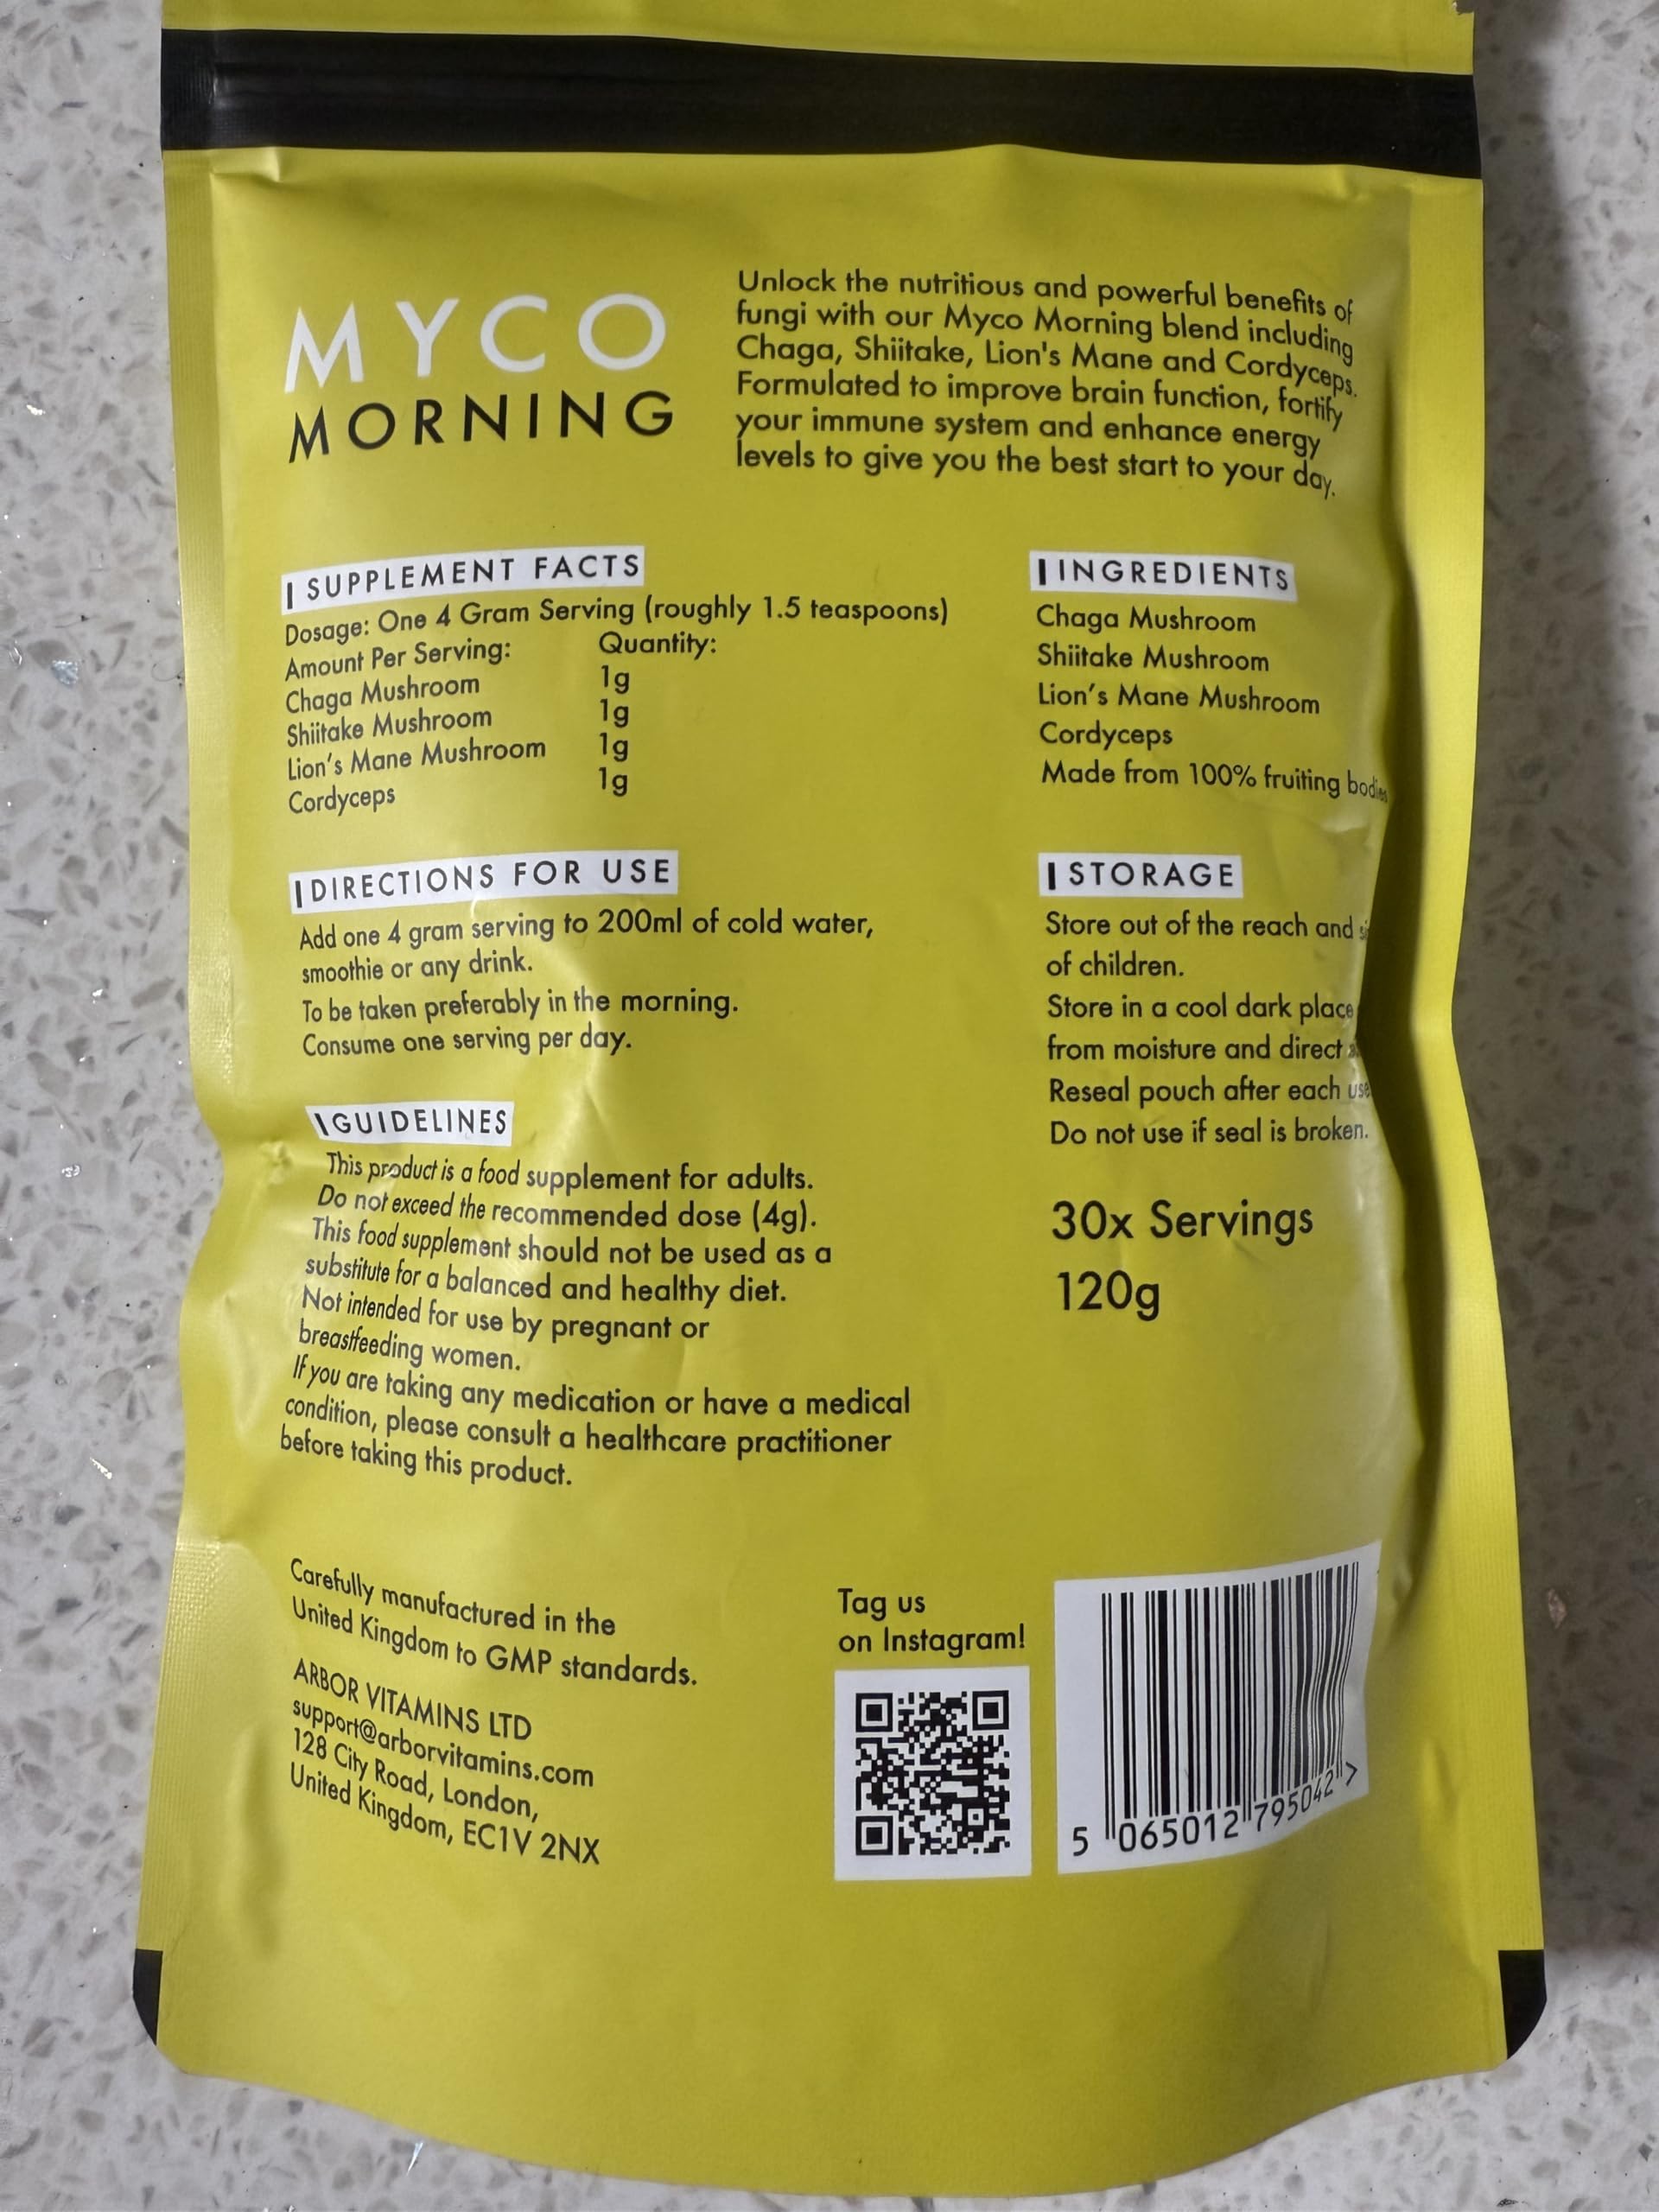 MYCO
MORNING
Unlock the nutritious and powerful benefits of
fungi with our Myco Morning blend including
Chaga, Shiitake, Lion's Mane and Cordyceps.
Formulated to improve brain function, fortify
your immune system and enhance energy
levels to give you the best start to your day.
SUPPLEMENT FACTS
Dosage: One 4 Gram Serving (roughly 1.5 teaspoons)
Amount Per Serving: Quantity:
Chaga Mushroom 1g
Shiitake Mushroom 1g
Lion's Mane Mushroom 1g
Cordyceps 1g
INGREDIENTS
Chaga Mushroom
Shiitake Mushroom
Lion's Mane Mushroom
Cordyceps
Made from 100% fruiting bodies
DIRECTIONS FOR USE
Add one 4 gram serving to 200ml of cold water,
smoothie or any drink.
To be taken preferably in the morning.
Consume one serving per day.
STORAGE
Store out of the reach and
of children.
Store in a cool dark place
from moisture and direct
Reseal pouch after each use
Do not use if seal is broken.
GUIDELINES
This product is a food supplement for adults.
Do not exceed the recommended dose (4g).
This food supplement should not be used as a
substitute for a balanced and healthy diet.
Not intended for use by pregnant or
breastfeeding women.
If you are taking any medication or have a medical
condition, please consult a healthcare practitioner
before taking this product.
30x Servings
120g
Carefully manufactured in the
United Kingdom to GMP standards.
ARBOR VITAMINS LTD
support@arborvitamins.com
128 City Road, London,
United Kingdom, EC1V 2NX
Tag us
on Instagram!
5 065012 795042 >